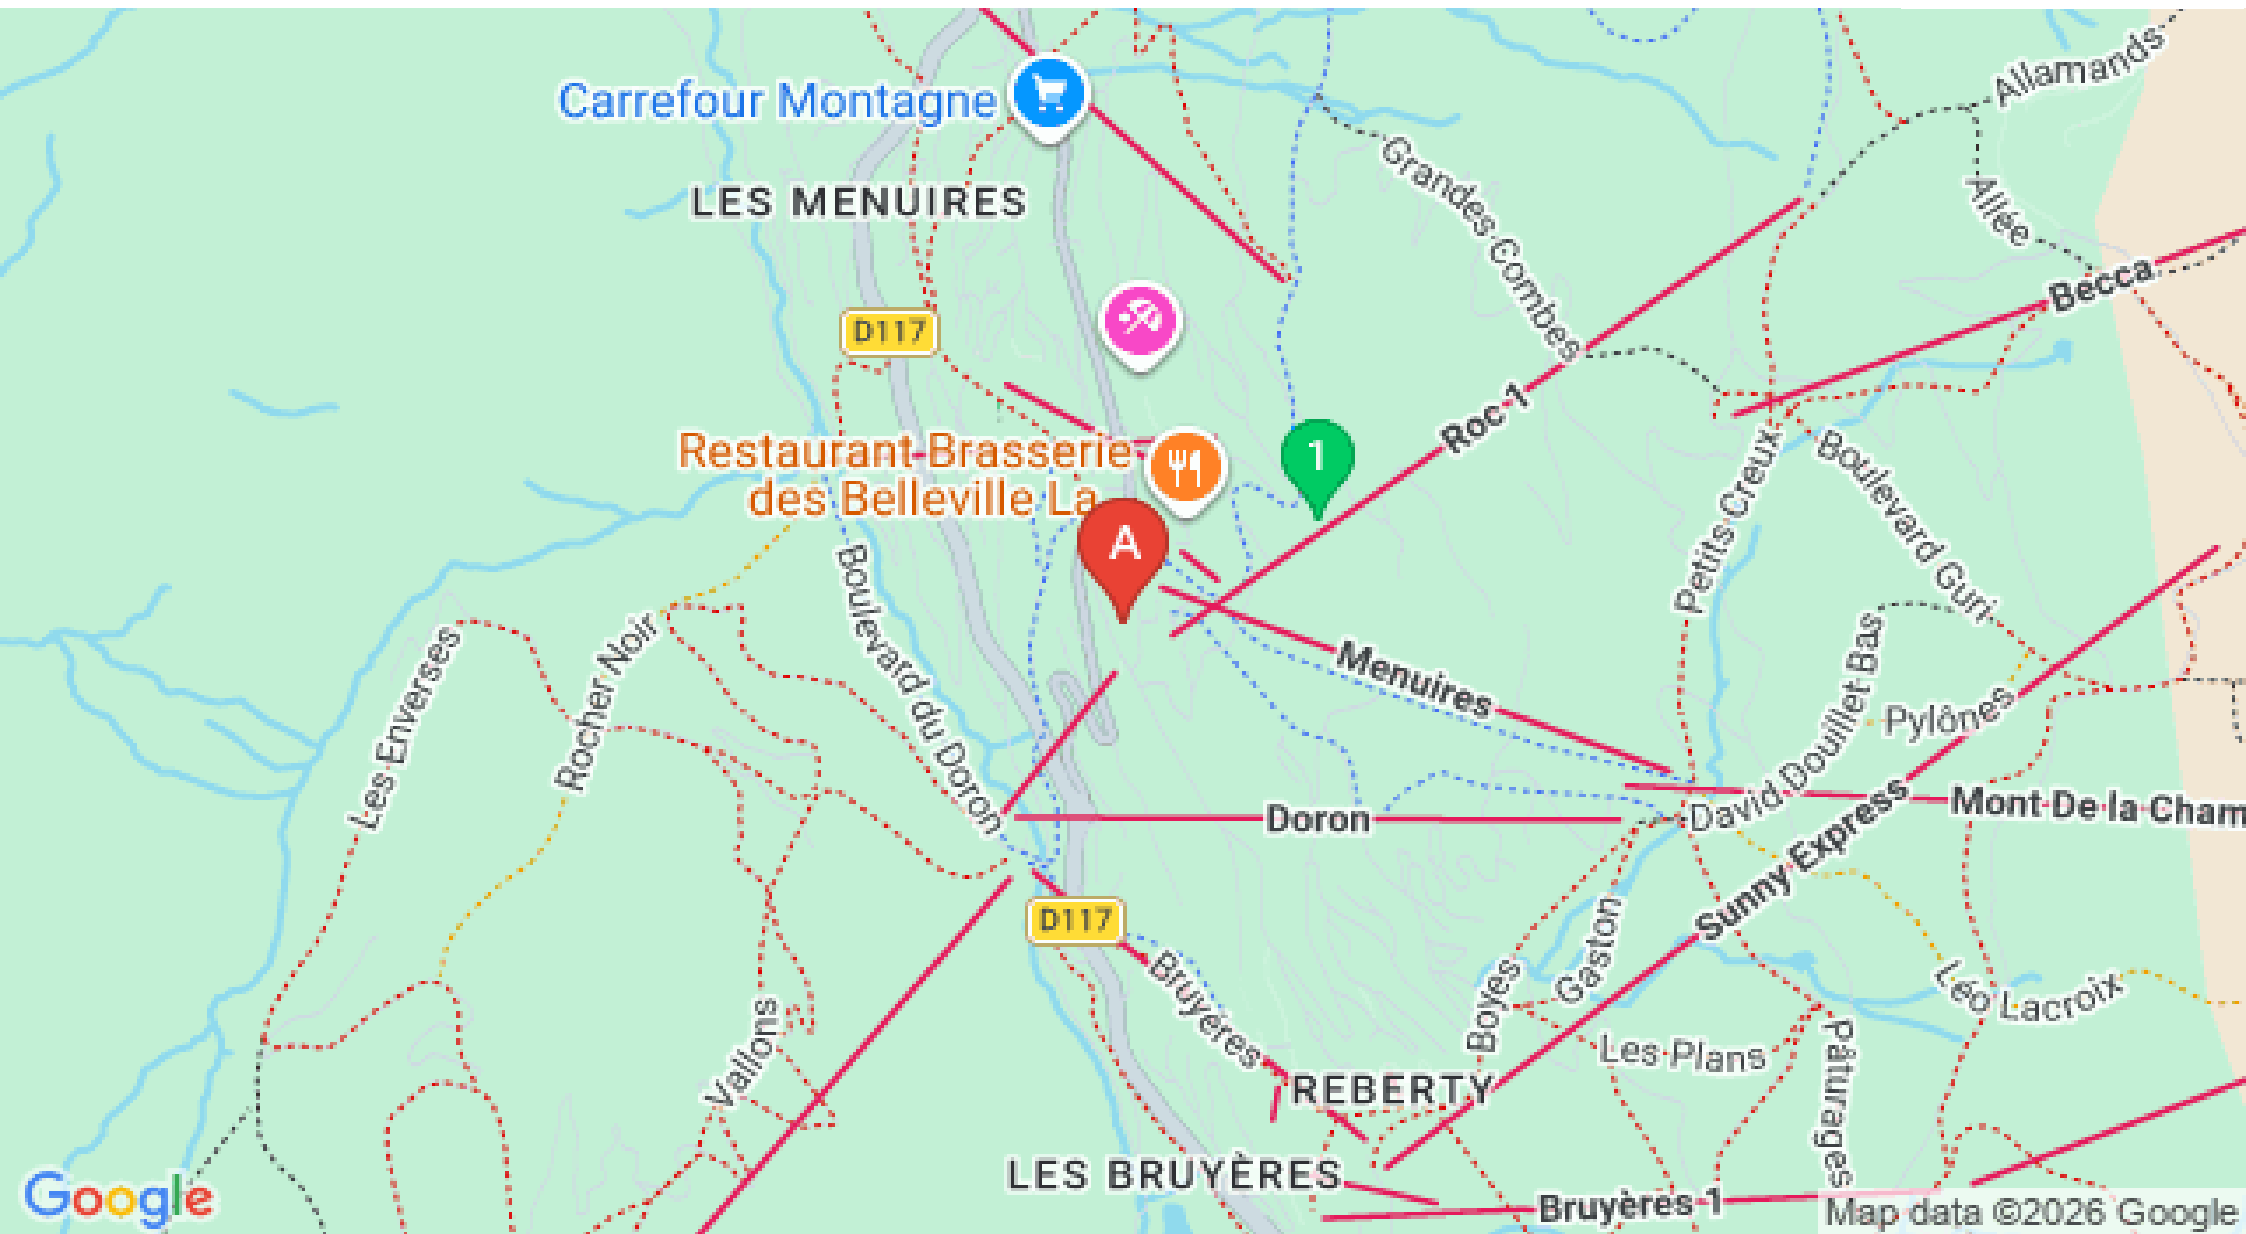 Allamands
Carrefour Montagne
Grandes Combes
LES MENUIRES
Allée
Becca
D117
Roc 1
Restaurant Brasserie
des Belleville La
1
A
Petits Creux
Boulevard Guri
Boulevard du Doron
Les Enverses
Rocher Noir
Menuires
David Douillet Bas
Pylônes
Doron
Mont De la Cham
Sunny Express
D117
Bruyères
Boyes
Gaston
Léo Lacroix
Vallons
Les Plans
Pâturages
REBERTY
LES BRUYÈRES
Bruyères 1
Google
Map data ©2026 Google